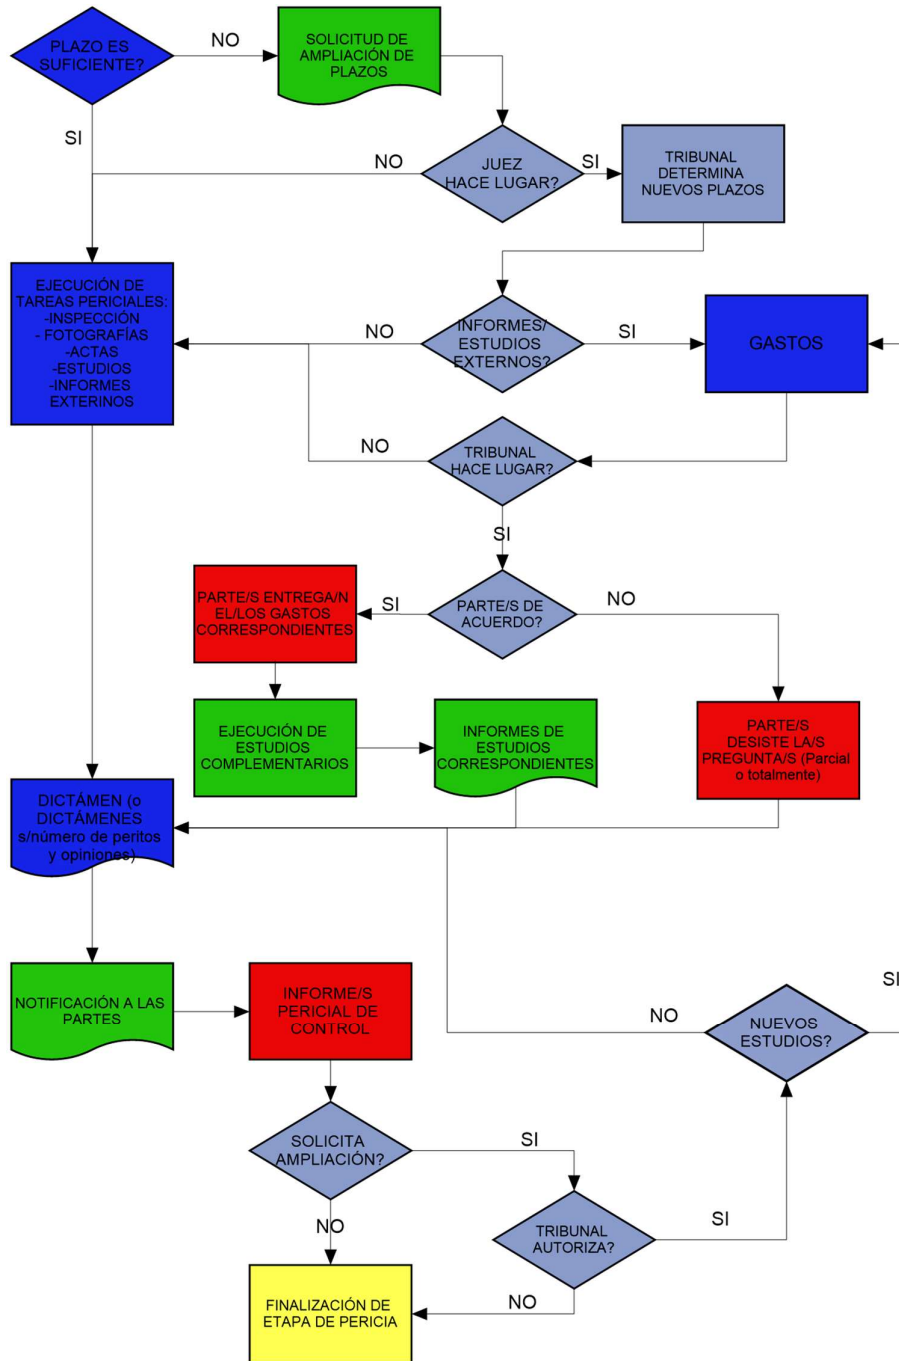 PLAZO ES
SUFICIENTE?
NO
SOLICITUD DE
AMPLIACIÓN DE
PLAZOS
SI
NO
JUEZ
HACE LUGAR?
SI
TRIBUNAL
DETERMINA
NUEVOS PLAZOS
EJECUCIÓN DE
TAREAS PERICIALES:
-INSPECCIÓN
- FOTOGRAFÍAS
-ACTAS
-ESTUDIOS
-INFORMES
EXTERINOS
NO
INFORMES/
ESTUDIOS
EXTERNOS?
SI
GASTOS
NO
TRIBUNAL
HACE LUGAR?
SI
PARTE/S ENTREGA/N
EL/LOS GASTOS
CORRESPONDIENTES
SI
PARTE/S DE
ACUERDO?
NO
EJECUCIÓN DE
ESTUDIOS
COMPLEMENTARIOS
INFORMES DE
ESTUDIOS
CORRESPONDIENTES
PARTE/S
DESISTE LA/S
PREGUNTA/S (Parcial
o totalmente)
DICTÁMEN (o
DICTÁMENES
s/número de peritos
y opiniones)
NOTIFICACIÓN A LAS
PARTES
INFORME/S
PERICIAL DE
CONTROL
NO
NUEVOS
ESTUDIOS?
SI
SOLICITA
AMPLIACIÓN?
SI
NO
TRIBUNAL
AUTORIZA?
SI
FINALIZACIÓN DE
ETAPA DE PERICIA
NO